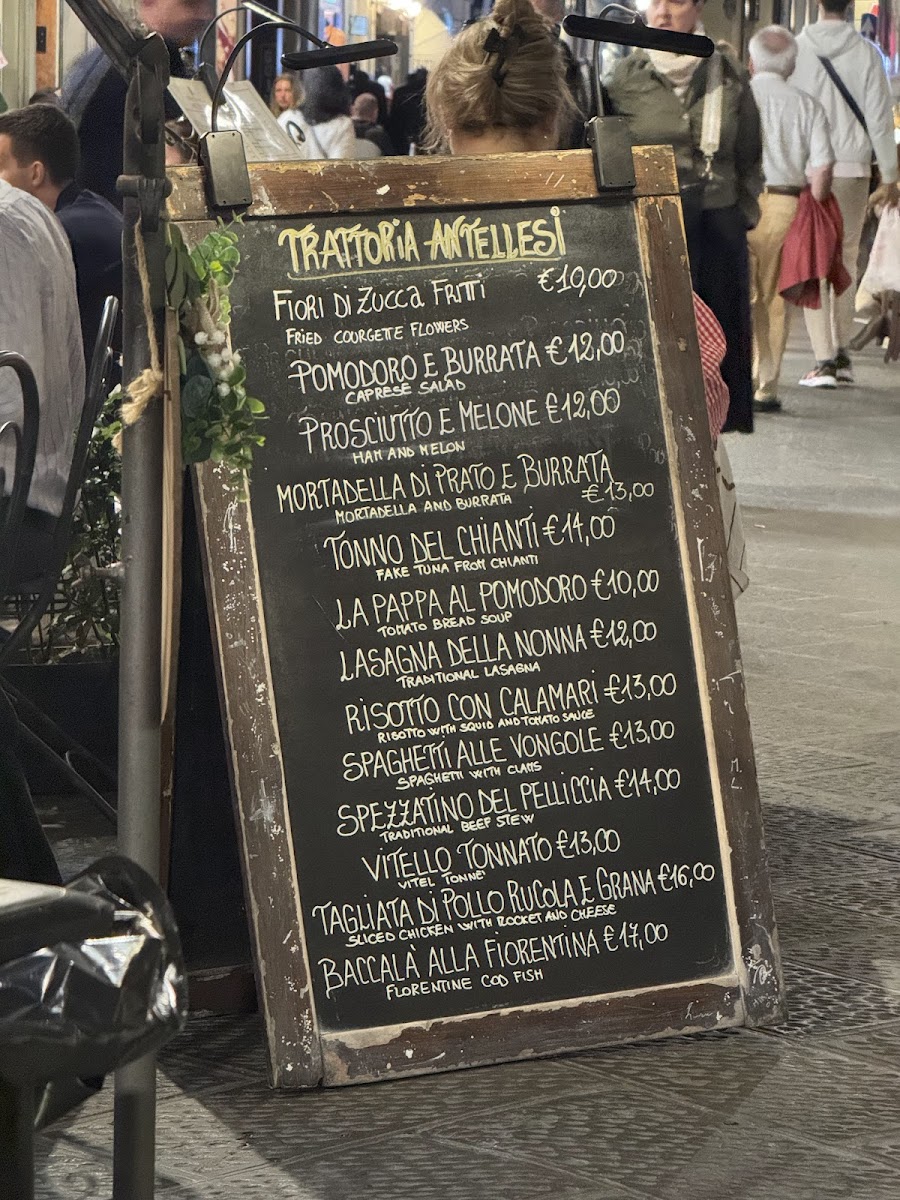 TRATTORIA ANTELLESI
FIORI DI ZUCCA FRITTI €10,00
FRIED COURGETTE FLOWERS
POMODORO E BURRATA €12,00
CAPRESE SALAD
PROSCIUTTO E MELONE €12,00
HAM AND MELON
MORTADELLA DI PRATO E BURRATA
€13,00
MORTADELLA AND BURRATA
TONNO DEL CHIANTI €14,00
FAKE TUNA FROM CHIANTI
LA PAPPA AL POMODORO €10,00
TOMATO BREAD SOUP
LASAGNA DELLA NONNA €12,00
TRADITIONAL LASAGNA
RISOTTO CON CALAMARI €13,00
RISOTTO WITH SQUID AND TOMATO SAUCE
SPAGHETTI ALLE VONGOLE €13,00
SPAGHETTI WITH CLAMS
SPEZZATINO DEL PELLICCIA €14,00
TRADITIONAL BEEF STEW
VITELLO TONNATO €13,00
VITEL TONNÉ
TAGLIATA DI POLLO RUCOLA E GRANA €16,00
SLICED CHICKEN WITH ROCKET AND CHEESE
BACCALÀ ALLA FIORENTINA €17,00
FLORENTINE COD FISH